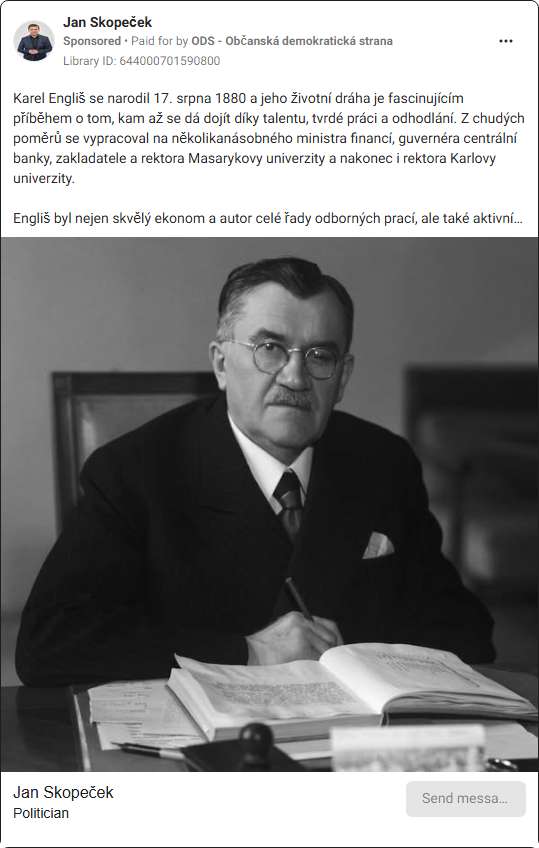 Jan Skopeček
Sponsored • Paid for by ODS - Občanská demokratická strana
Library ID: 644000701590800
Karel Engliš se narodil 17. srpna 1880 a jeho životní dráha je fascinujícím
příběhem o tom, kam až se dá dojít díky talentu, tvrdé práci a odhodlání. Z chudých
poměrů se vypracoval na několikanásobného ministra financí, guvernéra centrální
banky, zakladatele a rektora Masarykovy univerzity a nakonec i rektora Karlovy
univerzity.
Engliš byl nejen skvělý ekonom a autor celé řady odborných prací, ale také aktivní...
Jan Skopeček
Politician
Send messa...